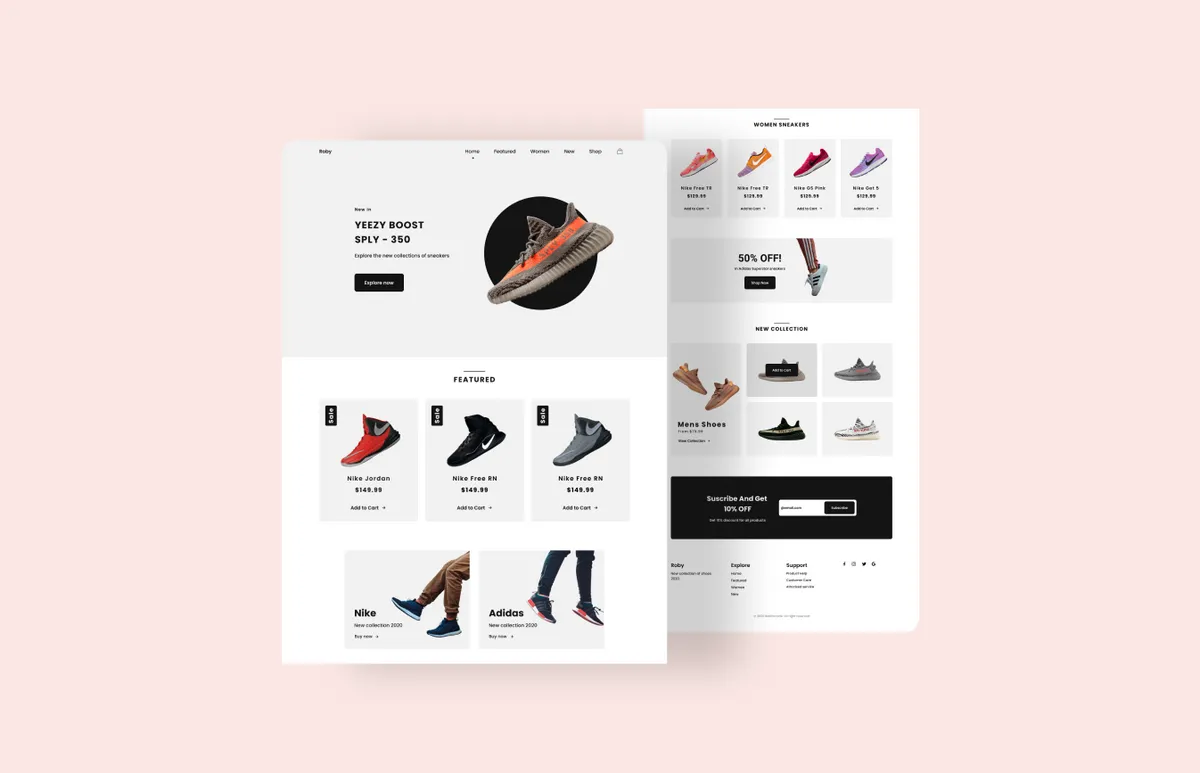 Roby
Home
Featured
Women
New
Shop
New in
YEEZY BOOST
SPLY - 350
Explore the new collections of sneakers
Explore now
FEATURED
Sale
Nike Jordan
$149.99
Add to Cart →
Sale
Nike Free RN
$149.99
Add to Cart →
Sale
Nike Free RN
$149.99
Add to Cart →
Nike
New collection 2020
Buy now →
Adidas
New collection 2020
Buy now →
WOMEN SNEAKERS
Nike Free TR
$129.99
Add to Cart →
Nike Free TR
$129.99
Add to Cart →
Nike GS Pink
$129.99
Add to Cart →
Nike Get 5
$129.99
Add to Cart →
50% OFF!
In Adidas Superstar sneakers
Shop Now
NEW COLLECTION
Mens Shoes
From $79.99
View Collection →
Add to Cart
Suscribe And Get
10% OFF
Get 10% discount for all products
@email.com
Subscribe
Roby
New collection of shoes
2020
Explore
Home
Featured
Women
New
Support
Product Help
Customer Care